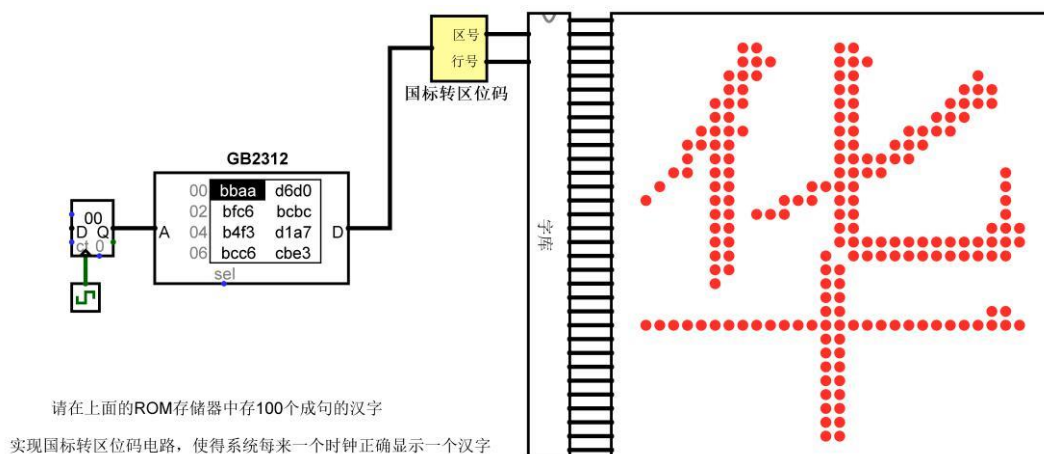 区号
行号
国标转区位码
GB2312
00 bbaa d6d0
02 bfc6 bcbc
04 b4f3 d1a7
06 bcc6 cbe3
A
D
sel
00
D Q
ct 0
字库
请在上面的ROM存储器中存100个成句的汉字
实现国标转区位码电路，使得系统每来一个时钟正确显示一个汉字
华